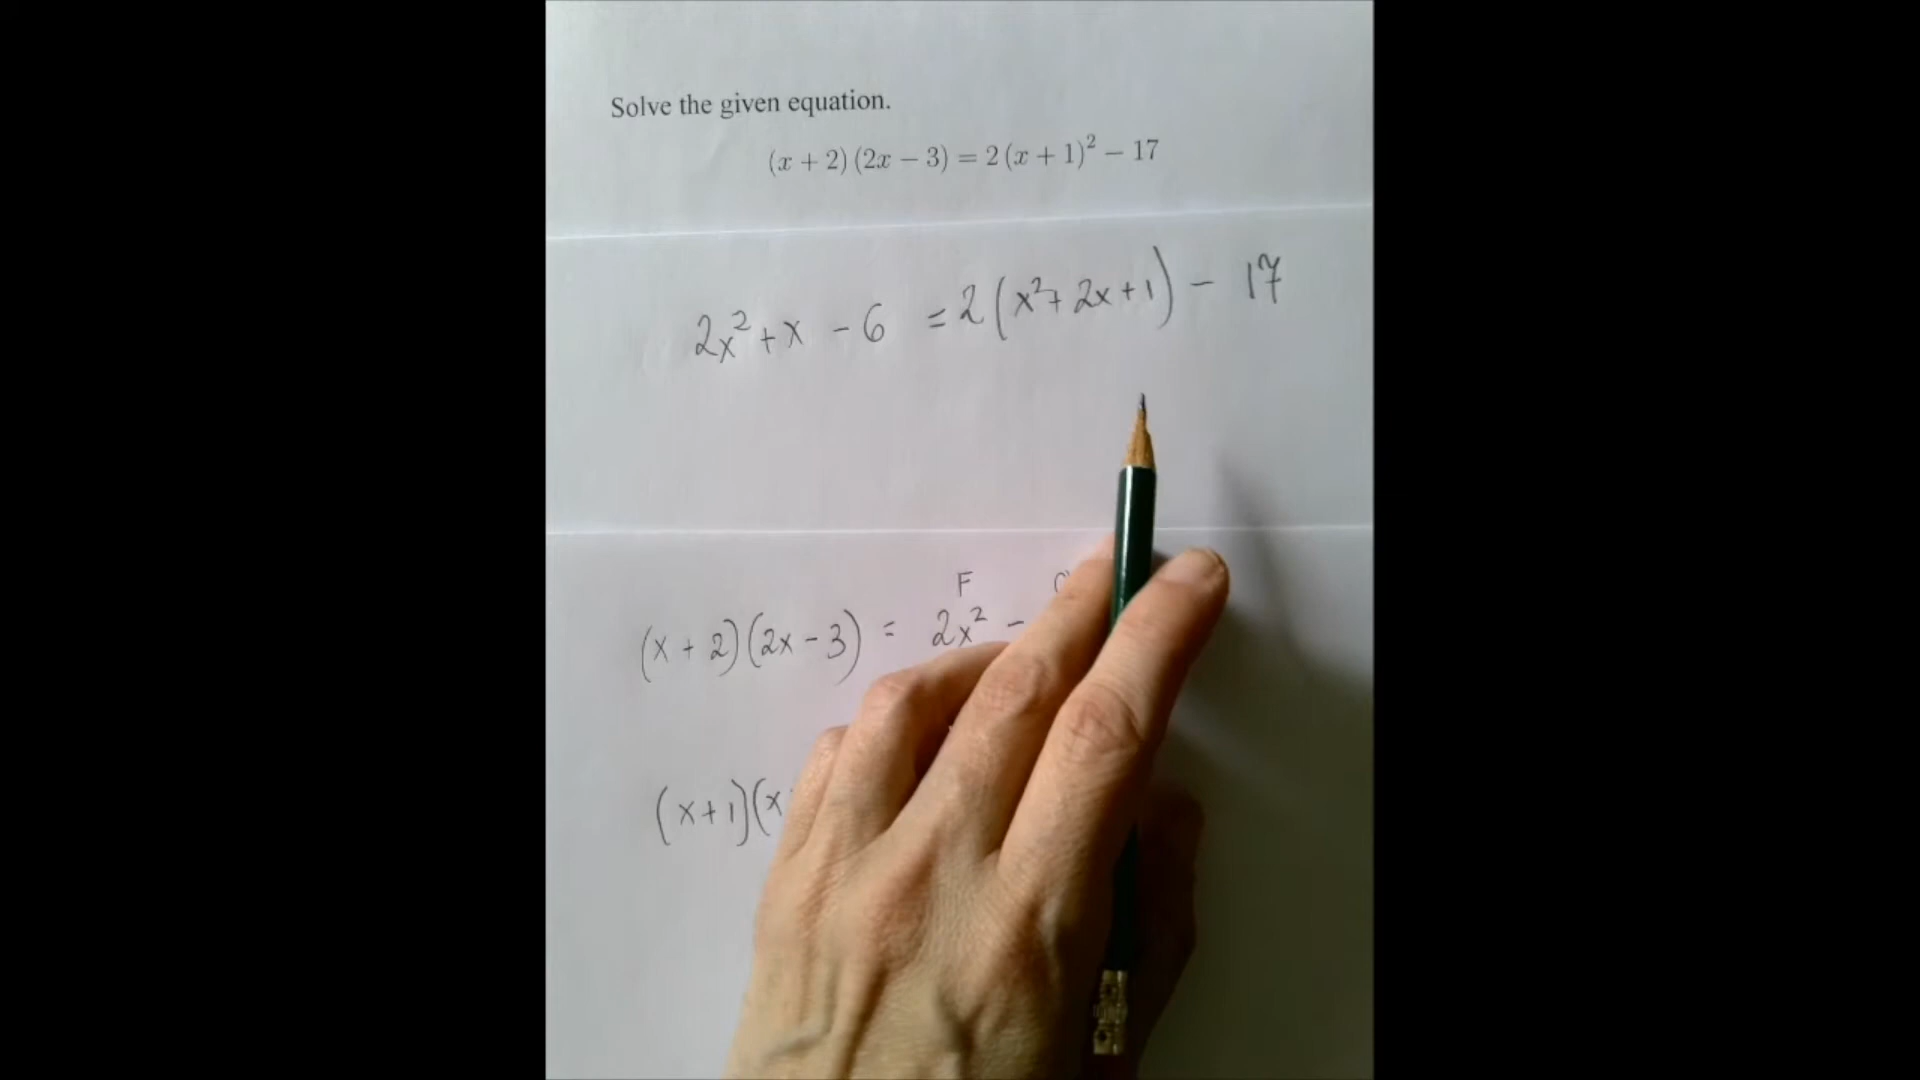 Solve the given equation.
(x + 2)(2x − 3) = 2(x + 1)² − 17
2x² + x - 6 = 2(x² + 2x + 1) - 17
F
(x + 2)(2x - 3) = 2x² -
(x + 1)(x